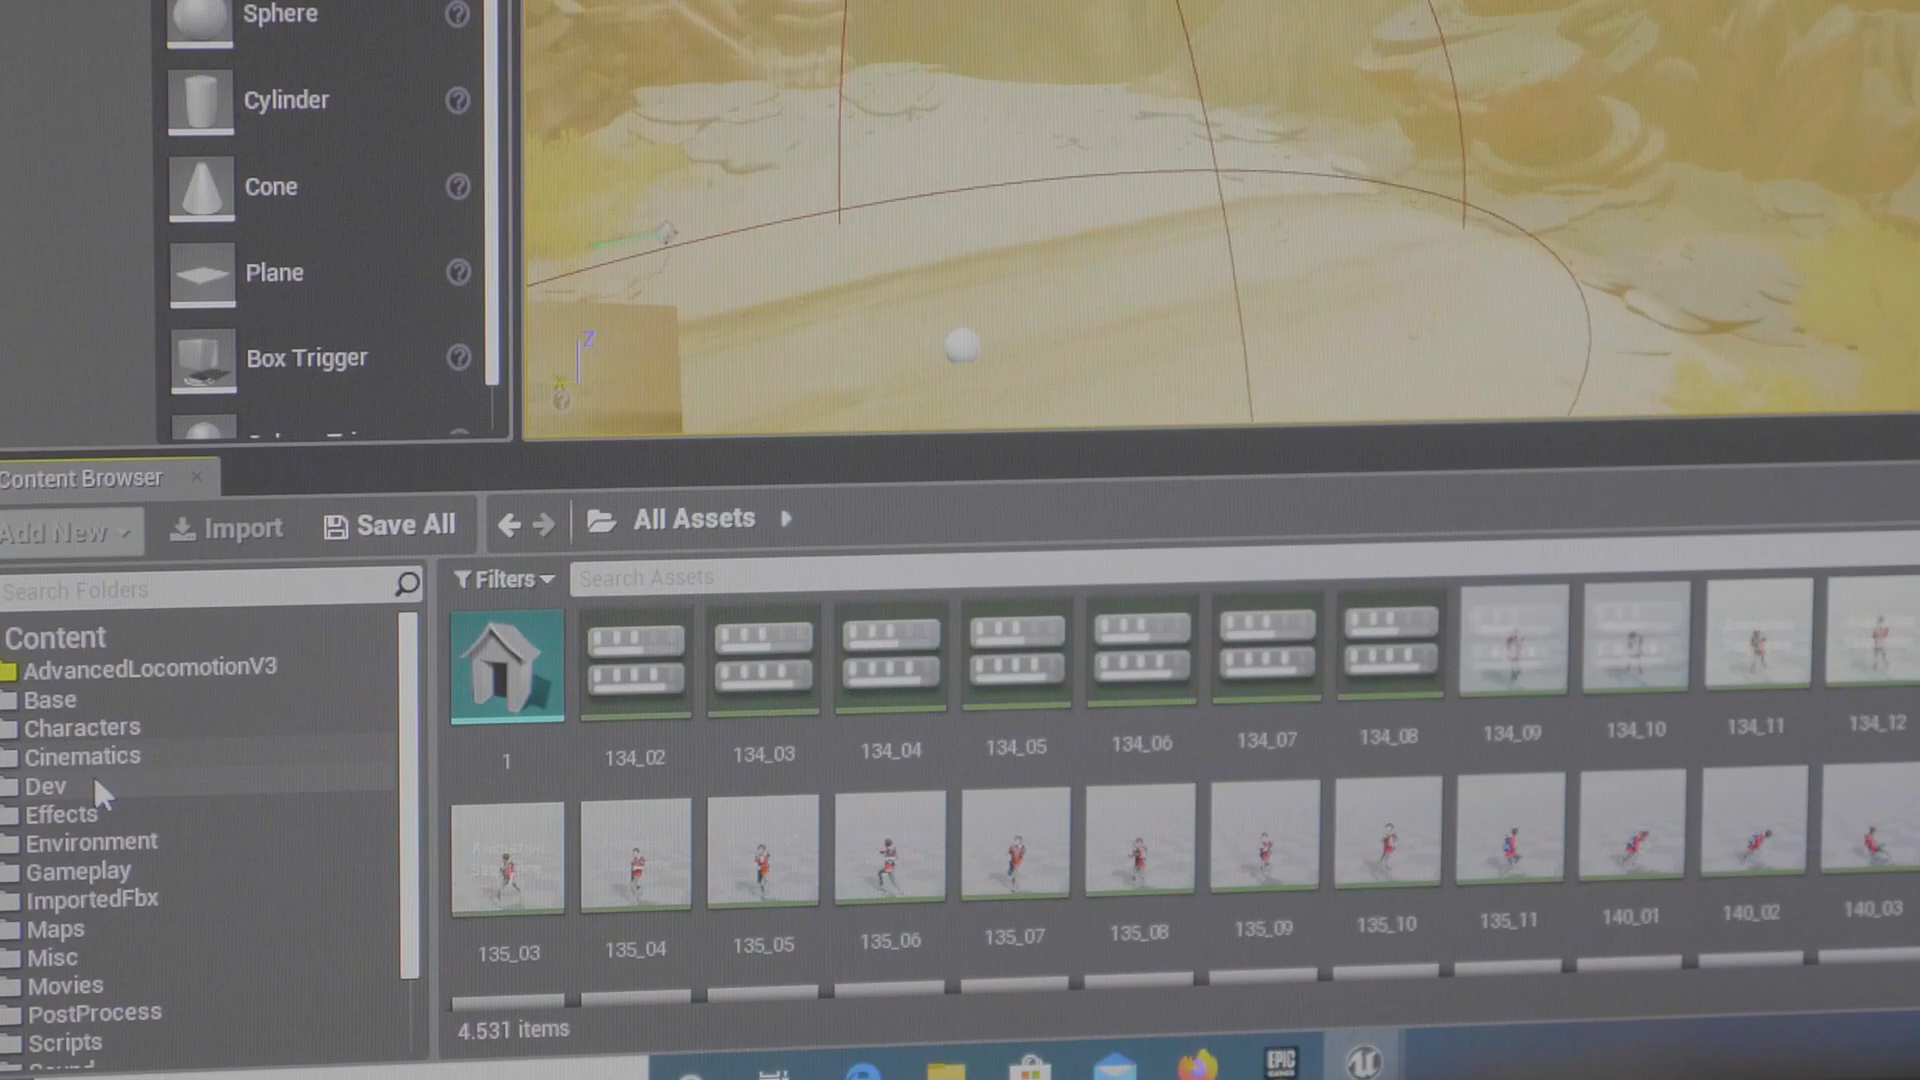 Sphere
Cylinder
Cone
Plane
Box Trigger
Z
Content Browser
Add New
Import
Save All
All Assets
Search Folders
Filters
Search Assets
Content
AdvancedLocomotionV3
Base
Characters
Cinematics
Dev
Effects
Environment
Gameplay
ImportedFbx
Maps
Misc
Movies
PostProcess
Scripts
1
134_02
134_03
134_04
134_05
134_06
134_07
134_08
134_09
134_10
134_11
134_12
135_03
135_04
135_05
135_06
135_07
135_08
135_09
135_10
135_11
140_01
140_02
140_03
4.531 items
EPIC